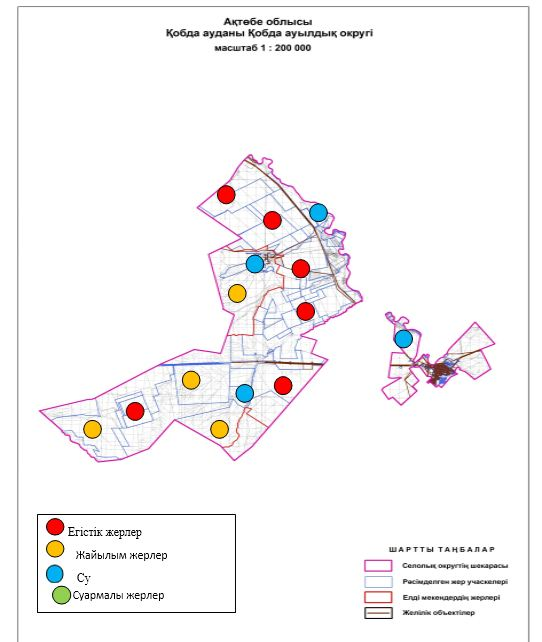 Ақтөбе облысы
Қобда ауданы Қобда ауылдық округі
масштаб 1 : 200 000
Егістік жерлер
Жайылым жерлер
Су
Суармалы жерлер
ШАРТТЫ ТАҢБАЛАР
Селолық округтің шекарасы
Рәсімделген жер учаскелері
Елді мекендердің жерлері
Желілік объектілер